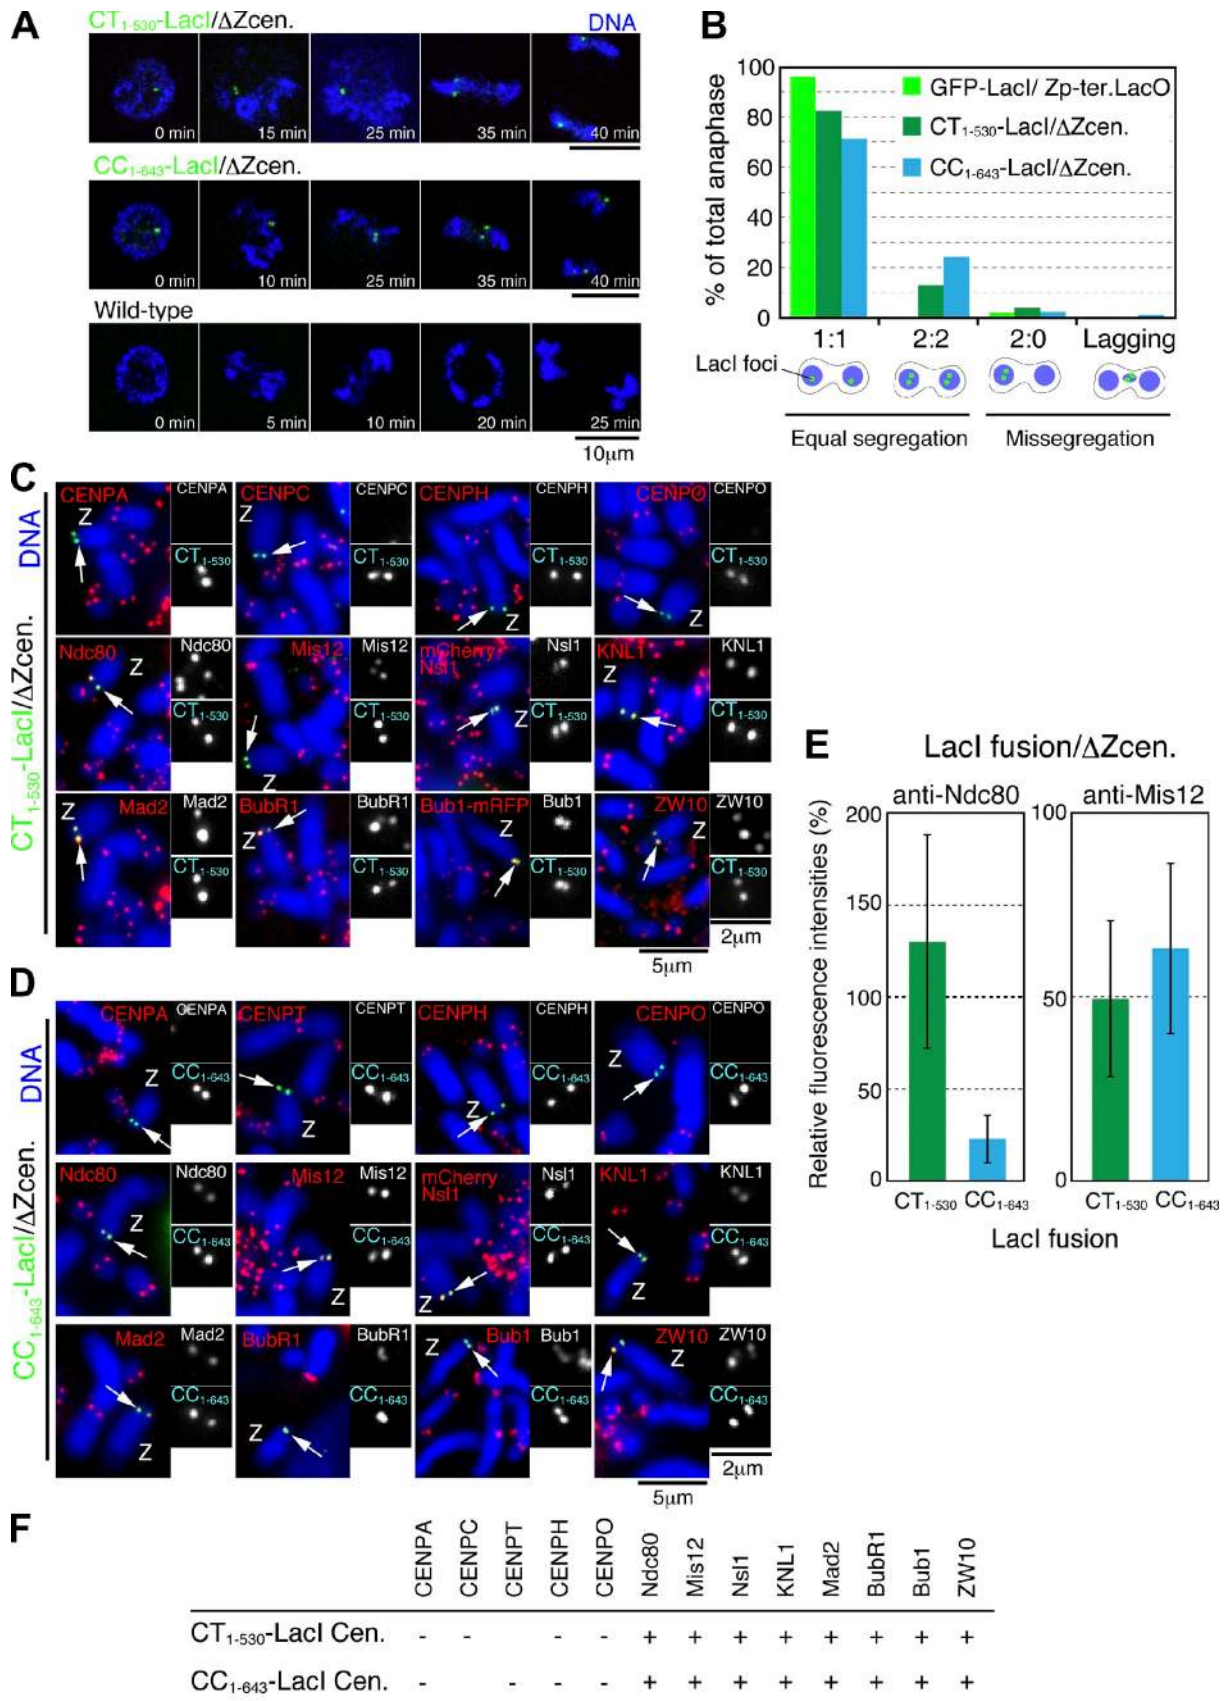 A
CT1-530-LacI/ΔZcen. DNA
0 min 15 min 25 min 35 min 40 min
CC1-643-LacI/ΔZcen.
0 min 10 min 25 min 35 min 40 min
Wild-type
0 min 5 min 10 min 20 min 25 min
10μm
B
% of total anaphase
100
80
60
40
20
0
GFP-LacI/ Zp-ter.LacO
CT1-530-LacI/ΔZcen.
CC1-643-LacI/ΔZcen.
1:1 2:2 2:0 Lagging
LacI foci
Equal segregation Missegregation
C
CT1-530-LacI/ΔZcen. DNA
CENPA Z CENPA CT1-530
CENPC Z CENPC CT1-530
CENPH Z CENPH CT1-530
CENPO Z CENPO CT1-530
Ndc80 Z Ndc80 CT1-530
Mis12 Z Mis12 CT1-530
mCherry Nsl1 Z Nsl1 CT1-530
KNL1 Z KNL1 CT1-530
Mad2 Z Mad2 CT1-530
BubR1 Z BubR1 CT1-530
Bub1-mRFP Z Bub1 CT1-530
ZW10 Z ZW10 CT1-530
2μm
5μm
D
CC1-643-LacI/ΔZcen. DNA
CENPA Z CENPA CC1-643
CENPT Z CENPT CC1-643
CENPH Z CENPH CC1-643
CENPO Z CENPO CC1-643
Ndc80 Z Ndc80 CC1-643
Mis12 Z Mis12 CC1-643
mCherry Nsl1 Z Nsl1 CC1-643
KNL1 Z KNL1 CC1-643
Mad2 Z Mad2 CC1-643
BubR1 Z BubR1 CC1-643
Bub1 Z Bub1 CC1-643
ZW10 Z ZW10 CC1-643
2μm
5μm
E
LacI fusion/ΔZcen.
anti-Ndc80 anti-Mis12
Relative fluorescence intensities (%)
200 100
150
100 50
50
0 0
CT1-530 CC1-643 CT1-530 CC1-643
LacI fusion
F
CENPA CENPC CENPT CENPH CENPO Ndc80 Mis12 Nsl1 KNL1 Mad2 BubR1 Bub1 ZW10
CT1-530-LacI Cen. - - - - + + + + + + + +
CC1-643-LacI Cen. - - - - + + + + + + + +